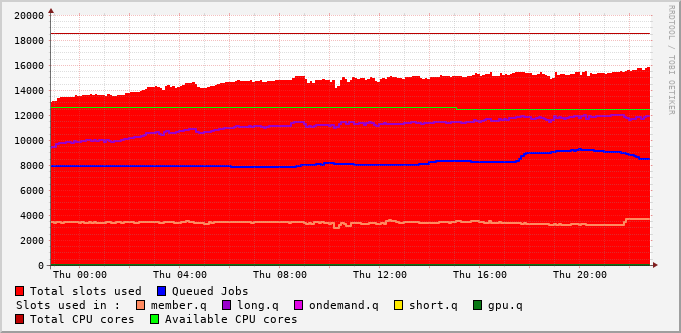 RRDTOOL / TOBI OETIKER
20000
18000
16000
14000
12000
10000
8000
6000
4000
2000
0
Thu 00:00 Thu 04:00 Thu 08:00 Thu 12:00 Thu 16:00 Thu 20:00
Total slots used Queued Jobs
Slots used in : member.q long.q ondemand.q short.q gpu.q
Total CPU cores Available CPU cores